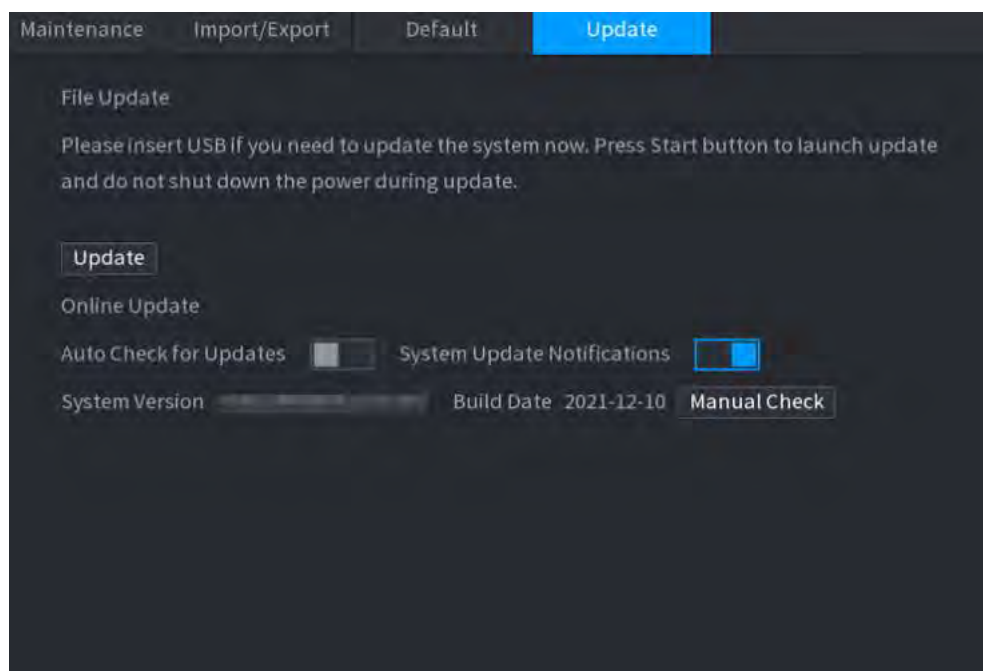 Maintenance Import/Export Default Update
File Update
Please insert USB if you need to update the system now. Press Start button to launch update
and do not shut down the power during update.
Update
Online Update
Auto Check for Updates System Update Notifications
System Version Build Date 2021-12-10 Manual Check